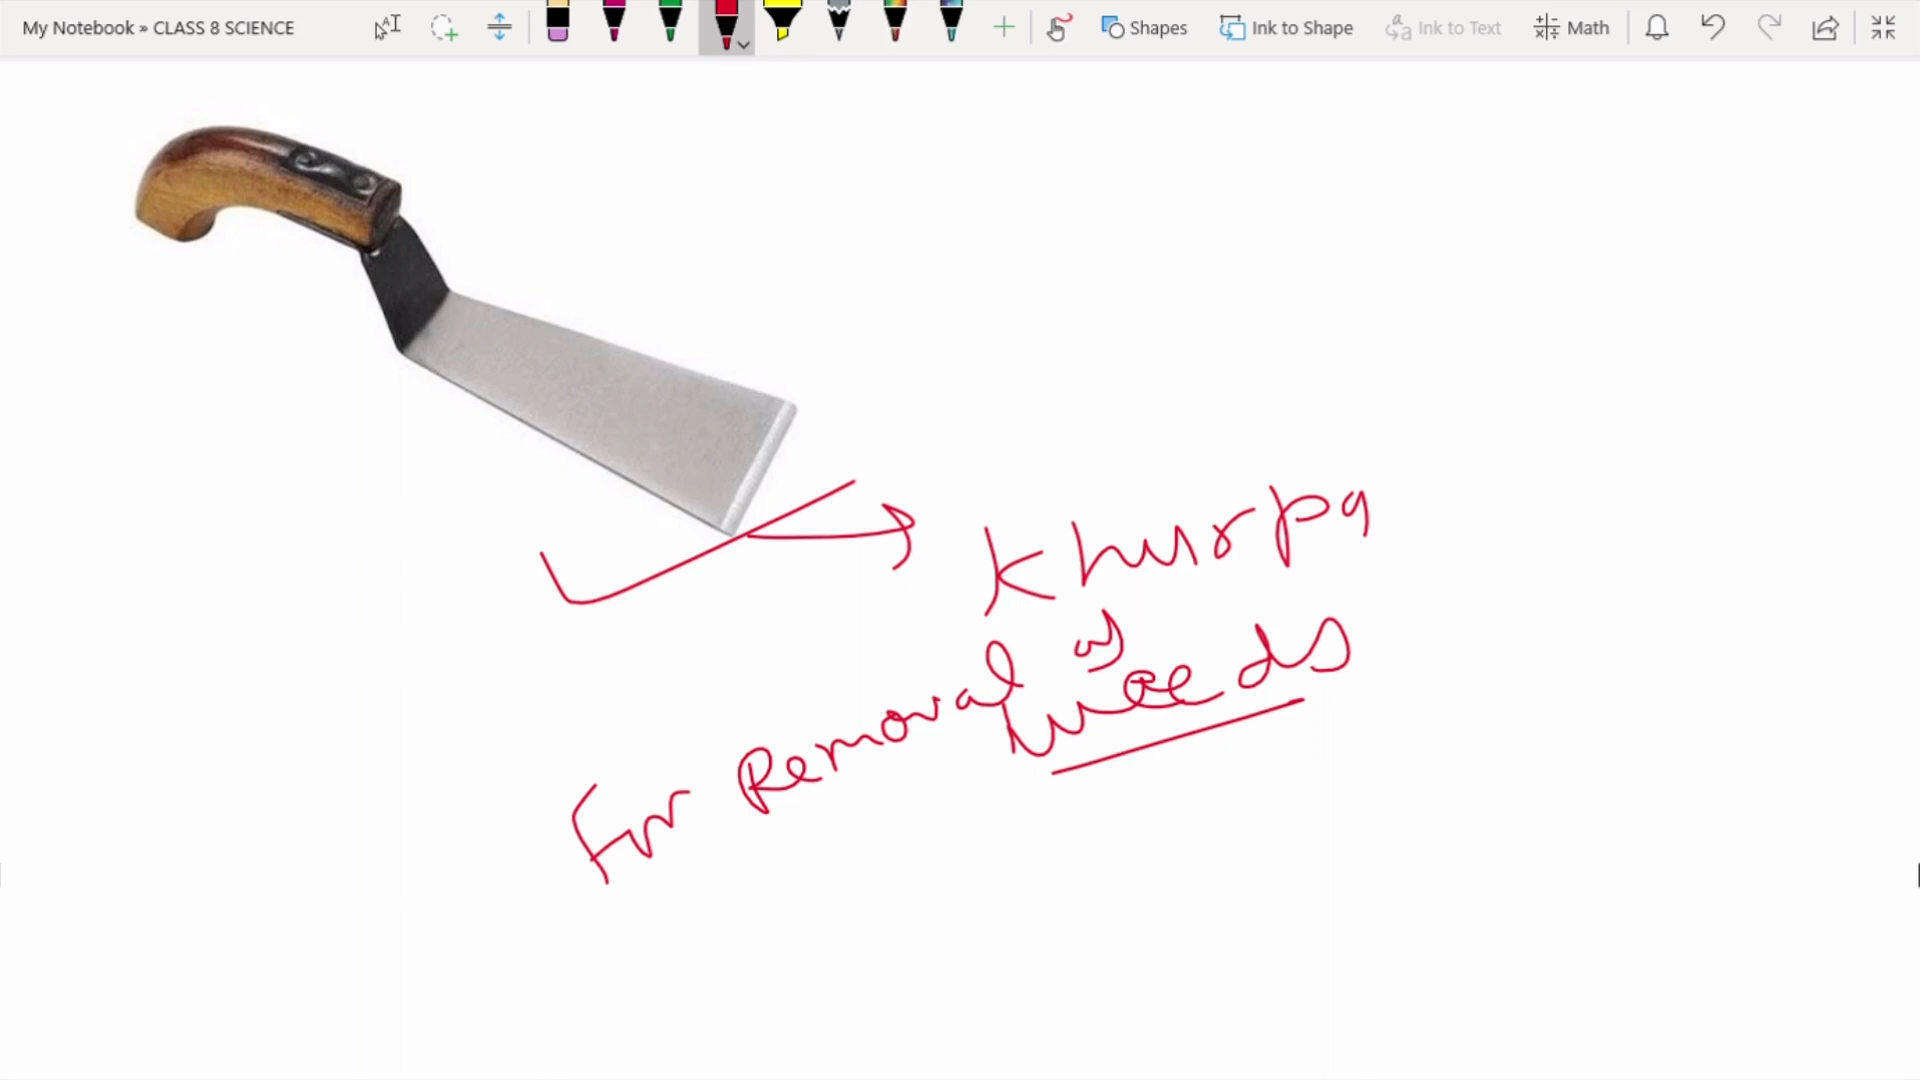 My Notebook » CLASS 8 SCIENCE
Shapes
Ink to Shape
Ink to Text
Math
Khurpa
For Removal of
weeds